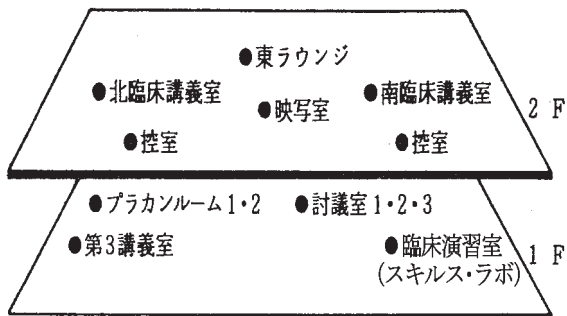 ●東ラウンジ
●北臨床講義室
●映写室
●南臨床講義室
●控室
●控室
2 F
●プラカンルーム1・2
●討議室1・2・3
●第3講義室
●臨床演習室
(スキルス・ラボ)
1 F